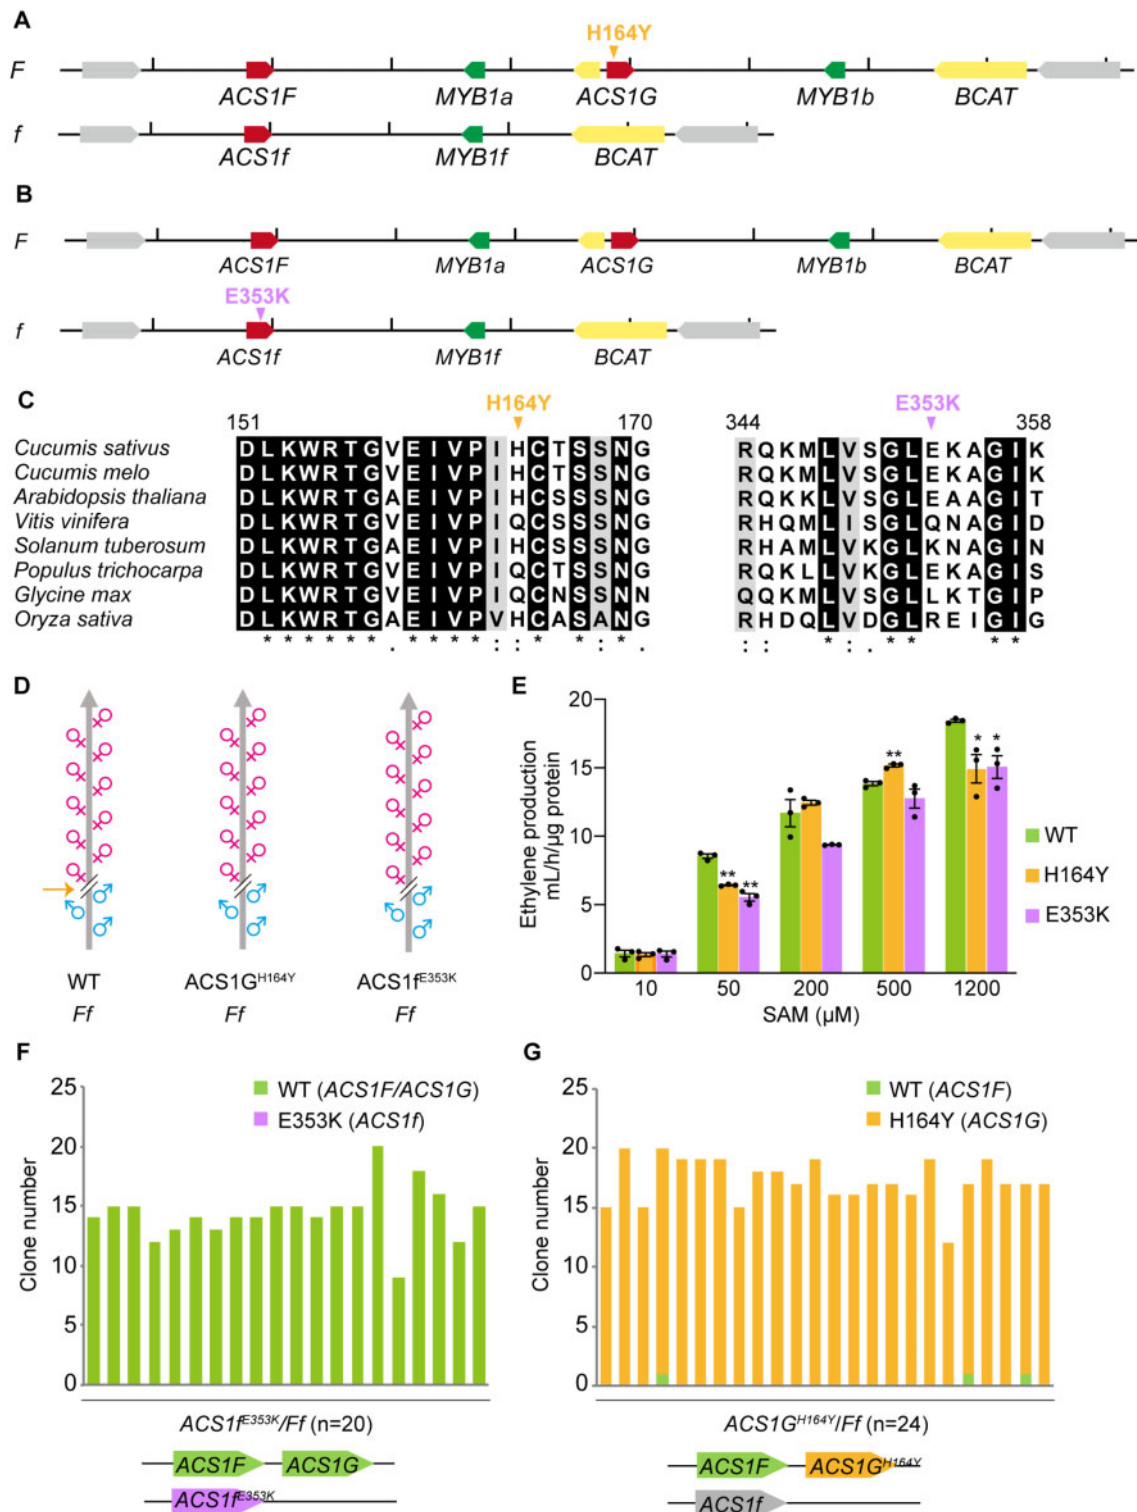 A
H164Y
F
ACS1F MYB1a ACS1G MYB1b BCAT
f
ACS1f MYB1f BCAT
B
F
ACS1F MYB1a ACS1G MYB1b BCAT
E353K
f
ACS1f MYB1f BCAT
C
H164Y E353K
151 170 344 358
Cucumis sativus DLKWRTGVEIVPIHCTSSNG RQKMLVSGLEKAGIK
Cucumis melo DLKWRTGVEIVPIHCTSSNG RQKMLVSGLEKAGIK
Arabidopsis thaliana DLKWRTGAEIVPIHCSSSNG RQKKLVSGLEAAGIT
Vitis vinifera DLKWRTGVEIVPIQCSSSNG RHQMLISGLQNAGID
Solanum tuberosum DLKWRTGAEIVPIHCSSSNG RHAMLVKGLKNAGIN
Populus trichocarpa DLKWRTGVEIVPIQCTSSNG RQKLLVKGLEKAGIS
Glycine max DLKWRTGVEIVPIQCNSSNN QQKMLVSGLLKTGIP
Oryza sativa DLKWRTGAEIVPVHCASANG RHDQLVDGLREIGIG
* * * * * * . * * * * : : * * : * . : : * : . * * * *
D
WT ACS1G^H164Y ACS1f^E353K
Ff Ff Ff
E
Ethylene production
mL/h/µg protein
20
15
10
5
0
** ** ** * *
WT
H164Y
E353K
10 50 200 500 1200
SAM (µM)
F
WT (ACS1F/ACS1G)
E353K (ACS1f)
Clone number
25
20
15
10
5
0
ACS1f^E353K/Ff (n=20)
ACS1F ACS1G
ACS1f^E353K
G
WT (ACS1F)
H164Y (ACS1G)
Clone number
25
20
15
10
5
0
ACS1G^H164Y/Ff (n=24)
ACS1F ACS1G^H164Y
ACS1f